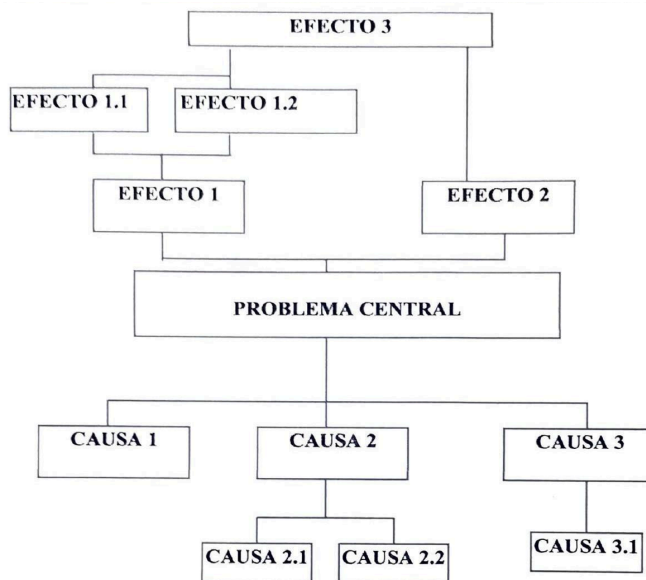 EFECTO 3
EFECTO 1.1
EFECTO 1.2
EFECTO 1
EFECTO 2
PROBLEMA CENTRAL
CAUSA 1
CAUSA 2
CAUSA 3
CAUSA 2.1
CAUSA 2.2
CAUSA 3.1